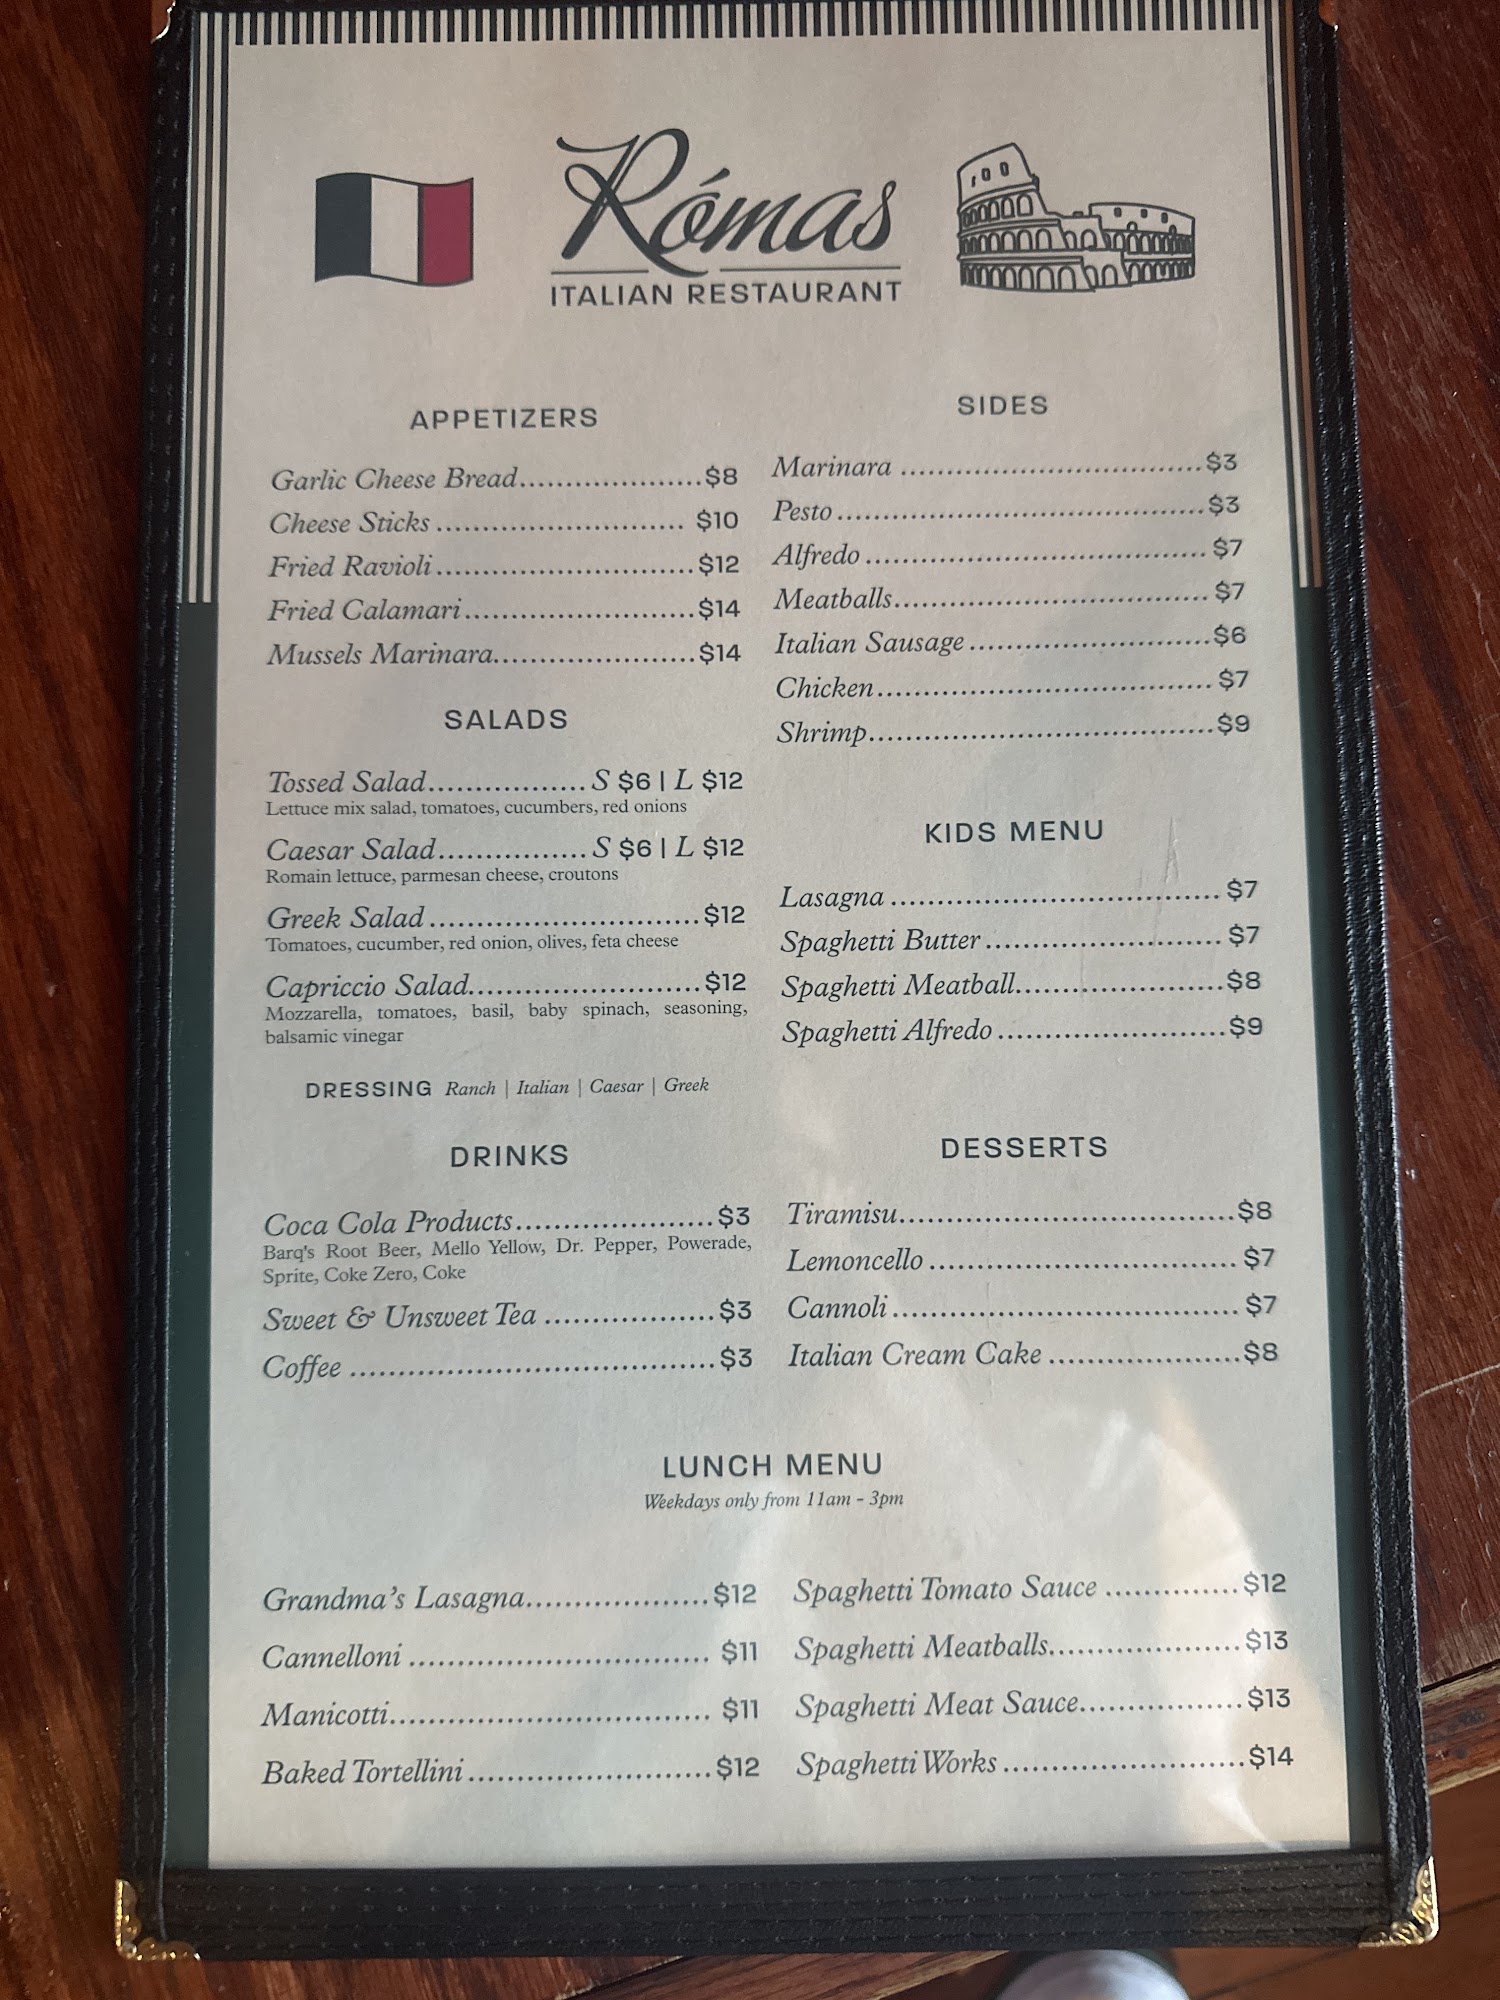 Rómas
ITALIAN RESTAURANT
APPETIZERS
Garlic Cheese Bread.....................$8
Cheese Sticks.......................... $10
Fried Ravioli...........................$12
Fried Calamari........................$14
Mussels Marinara.....................$14
SALADS
Tossed Salad.................S $6 | L $12
Lettuce mix salad, tomatoes, cucumbers, red onions
Caesar Salad................S $6 | L $12
Romain lettuce, parmesan cheese, croutons
Greek Salad............................$12
Tomatoes, cucumber, red onion, olives, feta cheese
Capriccio Salad........................$12
Mozzarella, tomatoes, basil, baby spinach, seasoning,
balsamic vinegar
DRESSING Ranch | Italian | Caesar | Greek
DRINKS
Coca Cola Products.....................$3
Barq's Root Beer, Mello Yellow, Dr. Pepper, Powerade,
Sprite, Coke Zero, Coke
Sweet & Unsweet Tea..................$3
Coffee......................................$3
SIDES
Marinara................................$3
Pesto.......................................$3
Alfredo....................................$7
Meatballs.................................$7
Italian Sausage.........................$6
Chicken...................................$7
Shrimp....................................$9
KIDS MENU
Lasagna..................................$7
Spaghetti Butter.........................$7
Spaghetti Meatball......................$8
Spaghetti Alfredo........................$9
DESSERTS
Tiramisu...................................$8
Lemoncello................................$7
Cannoli....................................$7
Italian Cream Cake....................$8
LUNCH MENU
Weekdays only from 11am - 3pm
Grandma's Lasagna...................$12
Cannelloni............................... $11
Manicotti................................. $11
Baked Tortellini.........................$12
Spaghetti Tomato Sauce..............$12
Spaghetti Meatballs....................$13
Spaghetti Meat Sauce.................$13
Spaghetti Works.........................$14